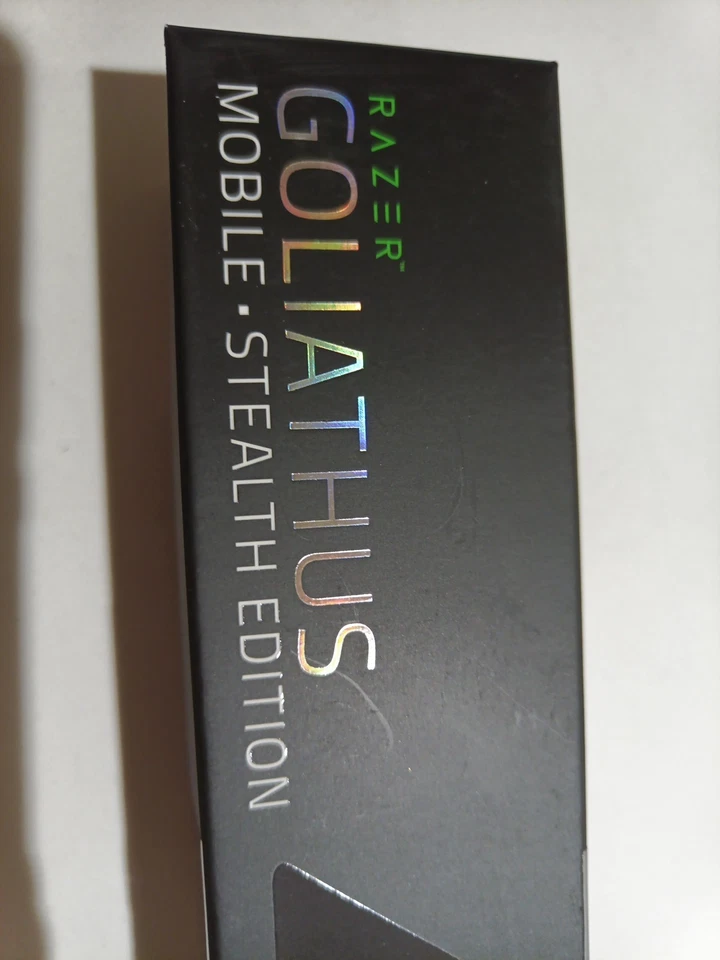 RAZER™
GOLIATHUS
MOBILE · STEALTH EDITION